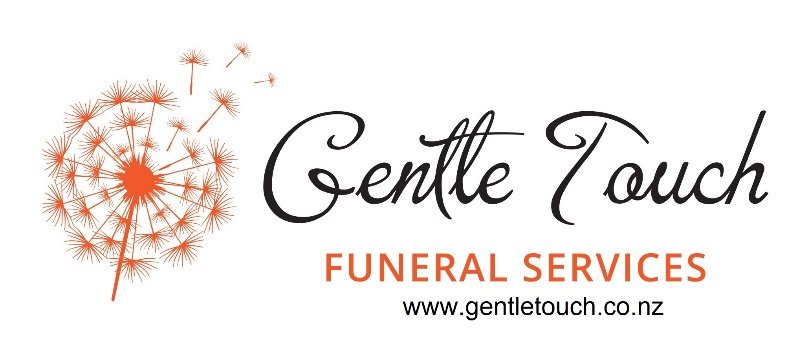 Gentle Touch
FUNERAL SERVICES
www.gentletouch.co.nz